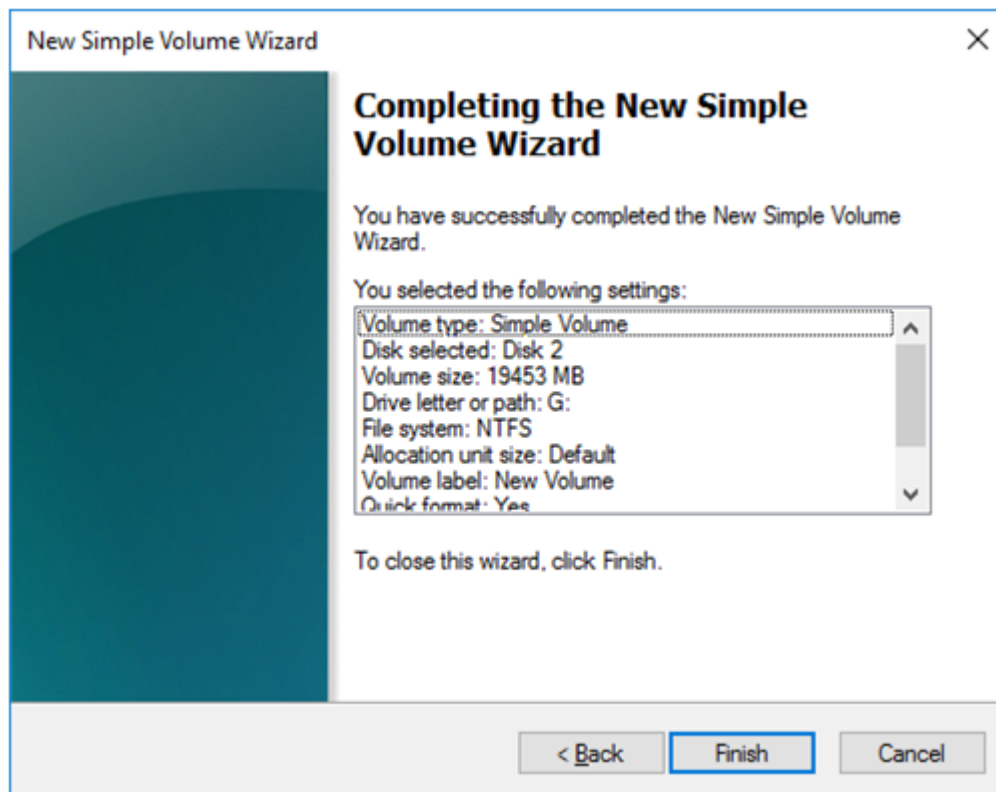 New Simple Volume Wizard
Completing the New Simple
Volume Wizard
You have successfully completed the New Simple Volume
Wizard.
You selected the following settings:
Volume type: Simple Volume
Disk selected: Disk 2
Volume size: 19453 MB
Drive letter or path: G:
File system: NTFS
Allocation unit size: Default
Volume label: New Volume
Quick format: Yes
To close this wizard, click Finish.
< Back
Finish
Cancel